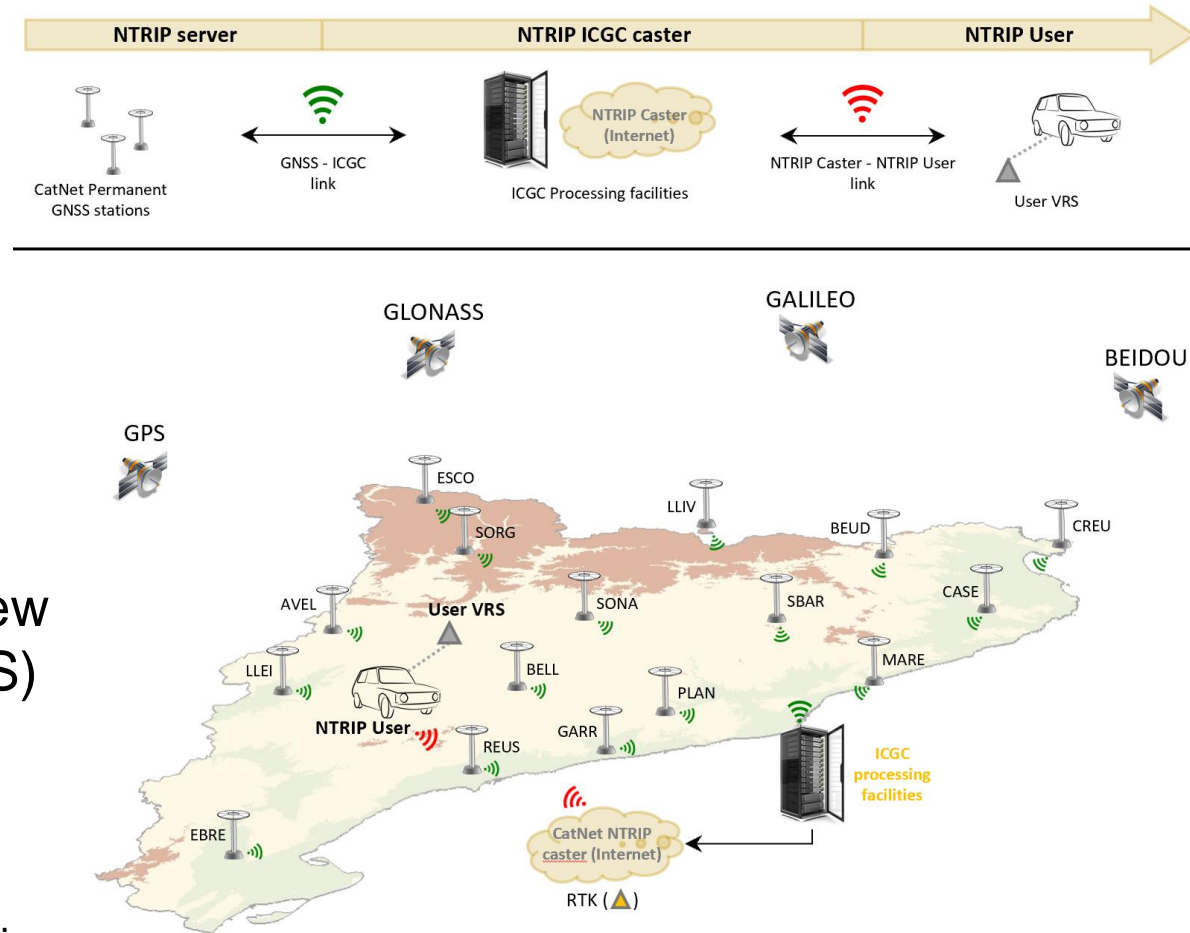 NTRIP server
NTRIP ICGC caster
NTRIP User
NTRIP Caster
(Internet)
GNSS - ICGC
link
NTRIP Caster - NTRIP User
link
CatNet Permanent
GNSS stations
ICGC Processing facilities
User VRS
GLONASS
GALILEO
BEIDOU
GPS
ESCO
LLIV
SORG
BEUD
CREU
AVEL
User VRS
SONA
SBAR
CASE
ew
S)
LLEI
BELL
MARE
PLAN
NTRIP User
REUS
GARR
ICGC
processing
facilities
EBRE
CatNet NTRIP
caster (Internet)
RTK ( )